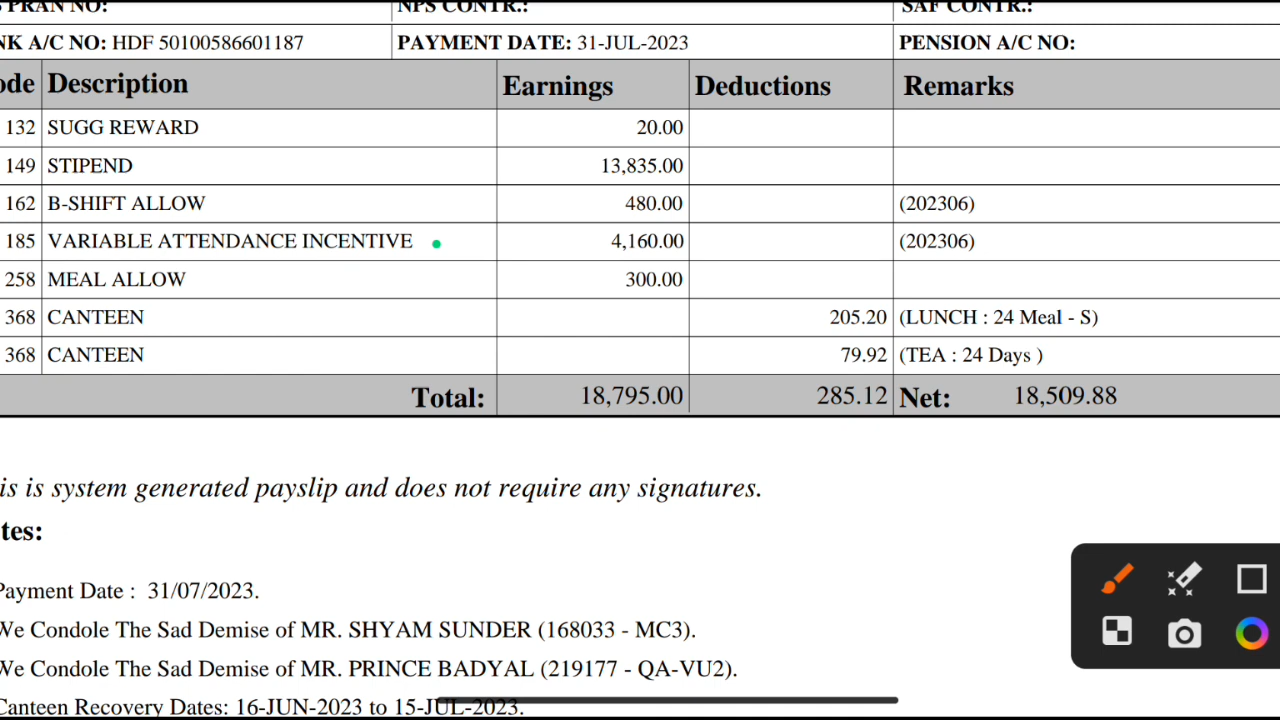 PRAN NO: NPS CONTR.: SAF CONTR.:
NK A/C NO: HDF 50100586601187 PAYMENT DATE: 31-JUL-2023 PENSION A/C NO:
ode Description Earnings Deductions Remarks
132 SUGG REWARD 20.00
149 STIPEND 13,835.00
162 B-SHIFT ALLOW 480.00 (202306)
185 VARIABLE ATTENDANCE INCENTIVE 4,160.00 (202306)
258 MEAL ALLOW 300.00
368 CANTEEN 205.20 (LUNCH : 24 Meal - S)
368 CANTEEN 79.92 (TEA : 24 Days )
Total: 18,795.00 285.12 Net: 18,509.88
is is system generated payslip and does not require any signatures.
tes:
Payment Date : 31/07/2023.
We Condole The Sad Demise of MR. SHYAM SUNDER (168033 - MC3).
We Condole The Sad Demise of MR. PRINCE BADYAL (219177 - QA-VU2).
Canteen Recovery Dates: 16-JUN-2023 to 15-JUL-2023.